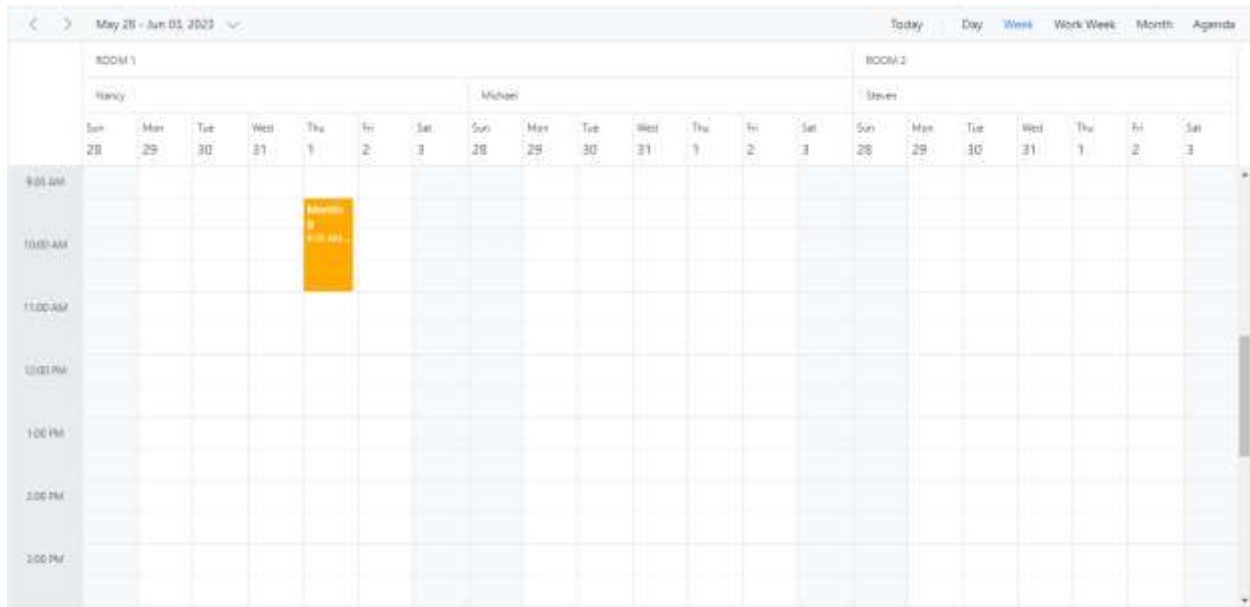 May 28 - Jun 03, 2023
Today Day Week Work Week Month Agenda
ROOM 1 ROOM 2
Nancy Michael Steven
Sun Mon Tue Wed Thu Fri Sat Sun Mon Tue Wed Thu Fri Sat Sun Mon Tue Wed Thu Fri Sat
28 29 30 31 1 2 3 28 29 30 31 1 2 3 28 29 30 31 1 2 3
9:00 AM
Meetin
g
10:00 AM
11:00 AM
12:00 PM
1:00 PM
2:00 PM
3:00 PM